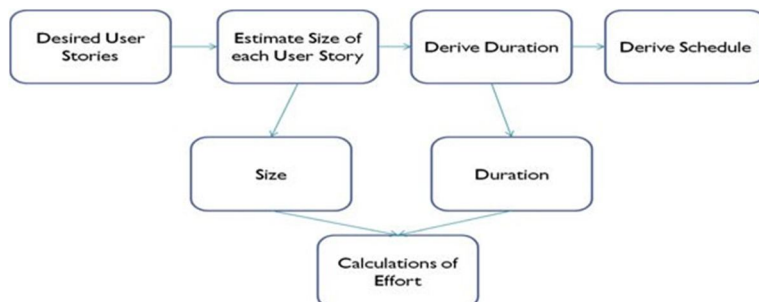 Desired User
Stories
Estimate Size of
each User Story
Derive Duration
Derive Schedule
Size
Duration
Calculations of
Effort